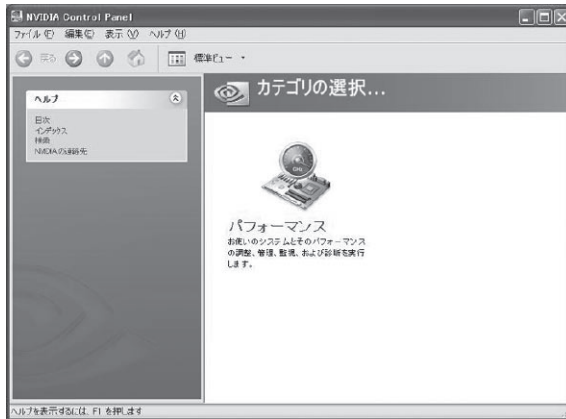 NVIDIA Control Panel
ファイル(F) 編集(E) 表示(V) ヘルプ(H)
戻る 標準ビュー
ヘルプ
目次
インデックス
検索
NVIDIAの連絡先
カテゴリの選択...
パフォーマンス
お使いのシステムとそのパフォーマンス
の調整、管理、監視、および診断を実行
します。
ヘルプを表示するには、F1 を押します